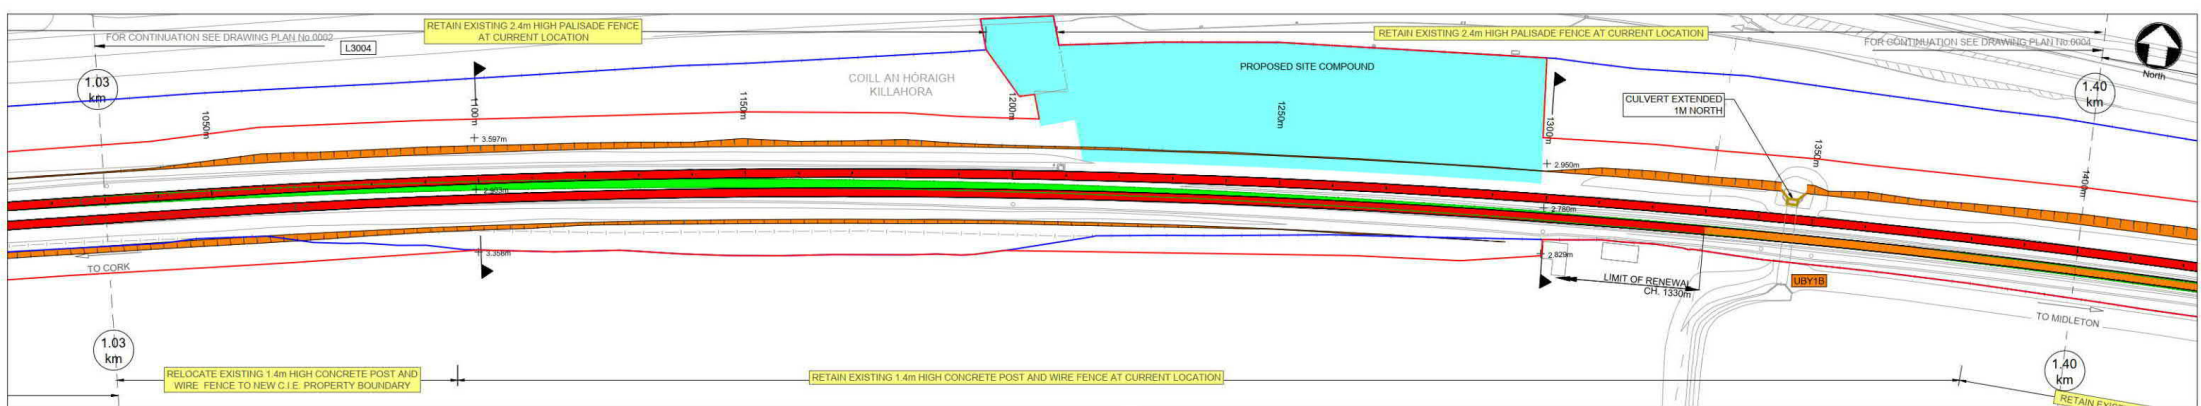 RETAIN EXISTING 2.4m HIGH PALISADE FENCE
AT CURRENT LOCATION
FOR CONTINUATION SEE DRAWING PLAN No 0002
L3004
RETAIN EXISTING 2.4m HIGH PALISADE FENCE AT CURRENT LOCATION
FOR CONTINUATION SEE DRAWING PLAN No.0004
North
1.03
km
COILL AN HÓRAIGH
KILLAHORA
PROPOSED SITE COMPOUND
1.40
km
CULVERT EXTENDED
1M NORTH
1050m
1100m
1150m
1200m
1250m
1300m
1350m
1400m
3.597m
2.950m
2.903m
2.780m
3.356m
2.829m
TO CORK
LIMIT OF RENEWAL
CH. 1330m
UBY1B
TO MIDLETON
1.03
km
1.40
km
RELOCATE EXISTING 1.4m HIGH CONCRETE POST AND
WIRE FENCE TO NEW C.I.E. PROPERTY BOUNDARY
RETAIN EXISTING 1.4m HIGH CONCRETE POST AND WIRE FENCE AT CURRENT LOCATION